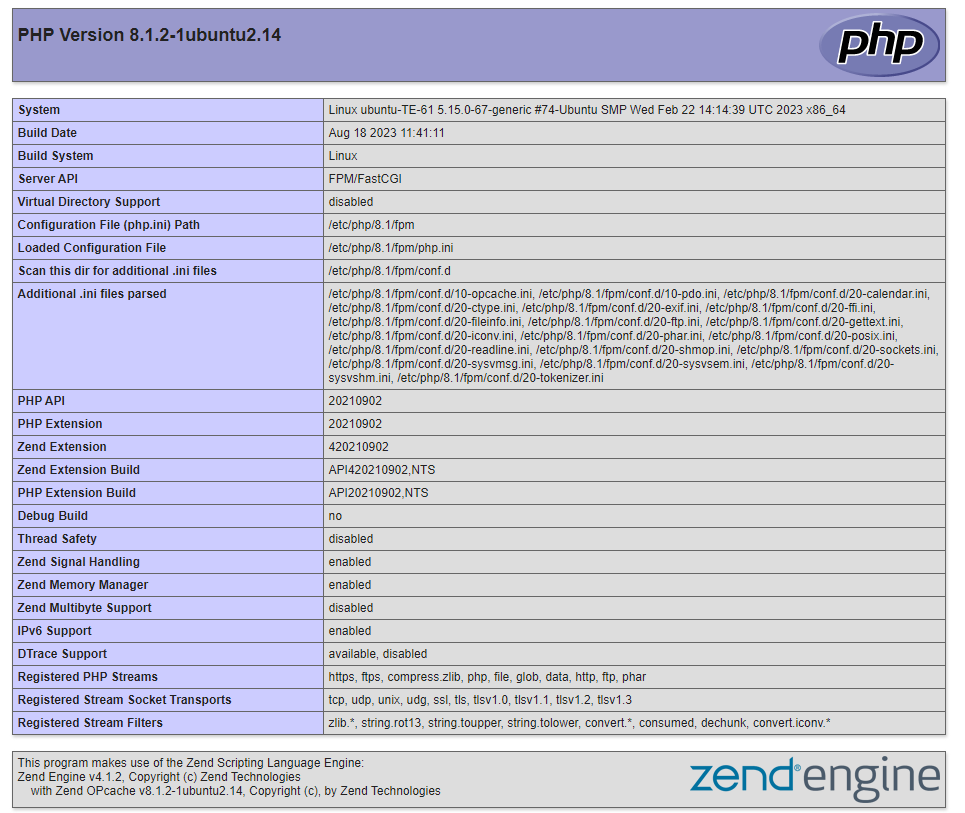 PHP Version 8.1.2-1ubuntu2.14
php
System Linux ubuntu-TE-61 5.15.0-67-generic #74-Ubuntu SMP Wed Feb 22 14:14:39 UTC 2023 x86_64
Build Date Aug 18 2023 11:41:11
Build System Linux
Server API FPM/FastCGI
Virtual Directory Support disabled
Configuration File (php.ini) Path /etc/php/8.1/fpm
Loaded Configuration File /etc/php/8.1/fpm/php.ini
Scan this dir for additional .ini files /etc/php/8.1/fpm/conf.d
Additional .ini files parsed /etc/php/8.1/fpm/conf.d/10-opcache.ini, /etc/php/8.1/fpm/conf.d/10-pdo.ini, /etc/php/8.1/fpm/conf.d/20-calendar.ini,
/etc/php/8.1/fpm/conf.d/20-ctype.ini, /etc/php/8.1/fpm/conf.d/20-exif.ini, /etc/php/8.1/fpm/conf.d/20-ffi.ini,
/etc/php/8.1/fpm/conf.d/20-fileinfo.ini, /etc/php/8.1/fpm/conf.d/20-ftp.ini, /etc/php/8.1/fpm/conf.d/20-gettext.ini,
/etc/php/8.1/fpm/conf.d/20-iconv.ini, /etc/php/8.1/fpm/conf.d/20-phar.ini, /etc/php/8.1/fpm/conf.d/20-posix.ini,
/etc/php/8.1/fpm/conf.d/20-readline.ini, /etc/php/8.1/fpm/conf.d/20-shmop.ini, /etc/php/8.1/fpm/conf.d/20-sockets.ini,
/etc/php/8.1/fpm/conf.d/20-sysvmsg.ini, /etc/php/8.1/fpm/conf.d/20-sysvsem.ini, /etc/php/8.1/fpm/conf.d/20-
sysvshm.ini, /etc/php/8.1/fpm/conf.d/20-tokenizer.ini
PHP API 20210902
PHP Extension 20210902
Zend Extension 420210902
Zend Extension Build API420210902,NTS
PHP Extension Build API20210902,NTS
Debug Build no
Thread Safety disabled
Zend Signal Handling enabled
Zend Memory Manager enabled
Zend Multibyte Support disabled
IPv6 Support enabled
DTrace Support available, disabled
Registered PHP Streams https, ftps, compress.zlib, php, file, glob, data, http, ftp, phar
Registered Stream Socket Transports tcp, udp, unix, udg, ssl, tls, tlsv1.0, tlsv1.1, tlsv1.2, tlsv1.3
Registered Stream Filters zlib.*, string.rot13, string.toupper, string.tolower, convert.*, consumed, dechunk, convert.iconv.*
This program makes use of the Zend Scripting Language Engine:
Zend Engine v4.1.2, Copyright (c) Zend Technologies
with Zend OPcache v8.1.2-1ubuntu2.14, Copyright (c), by Zend Technologies
zend® engine